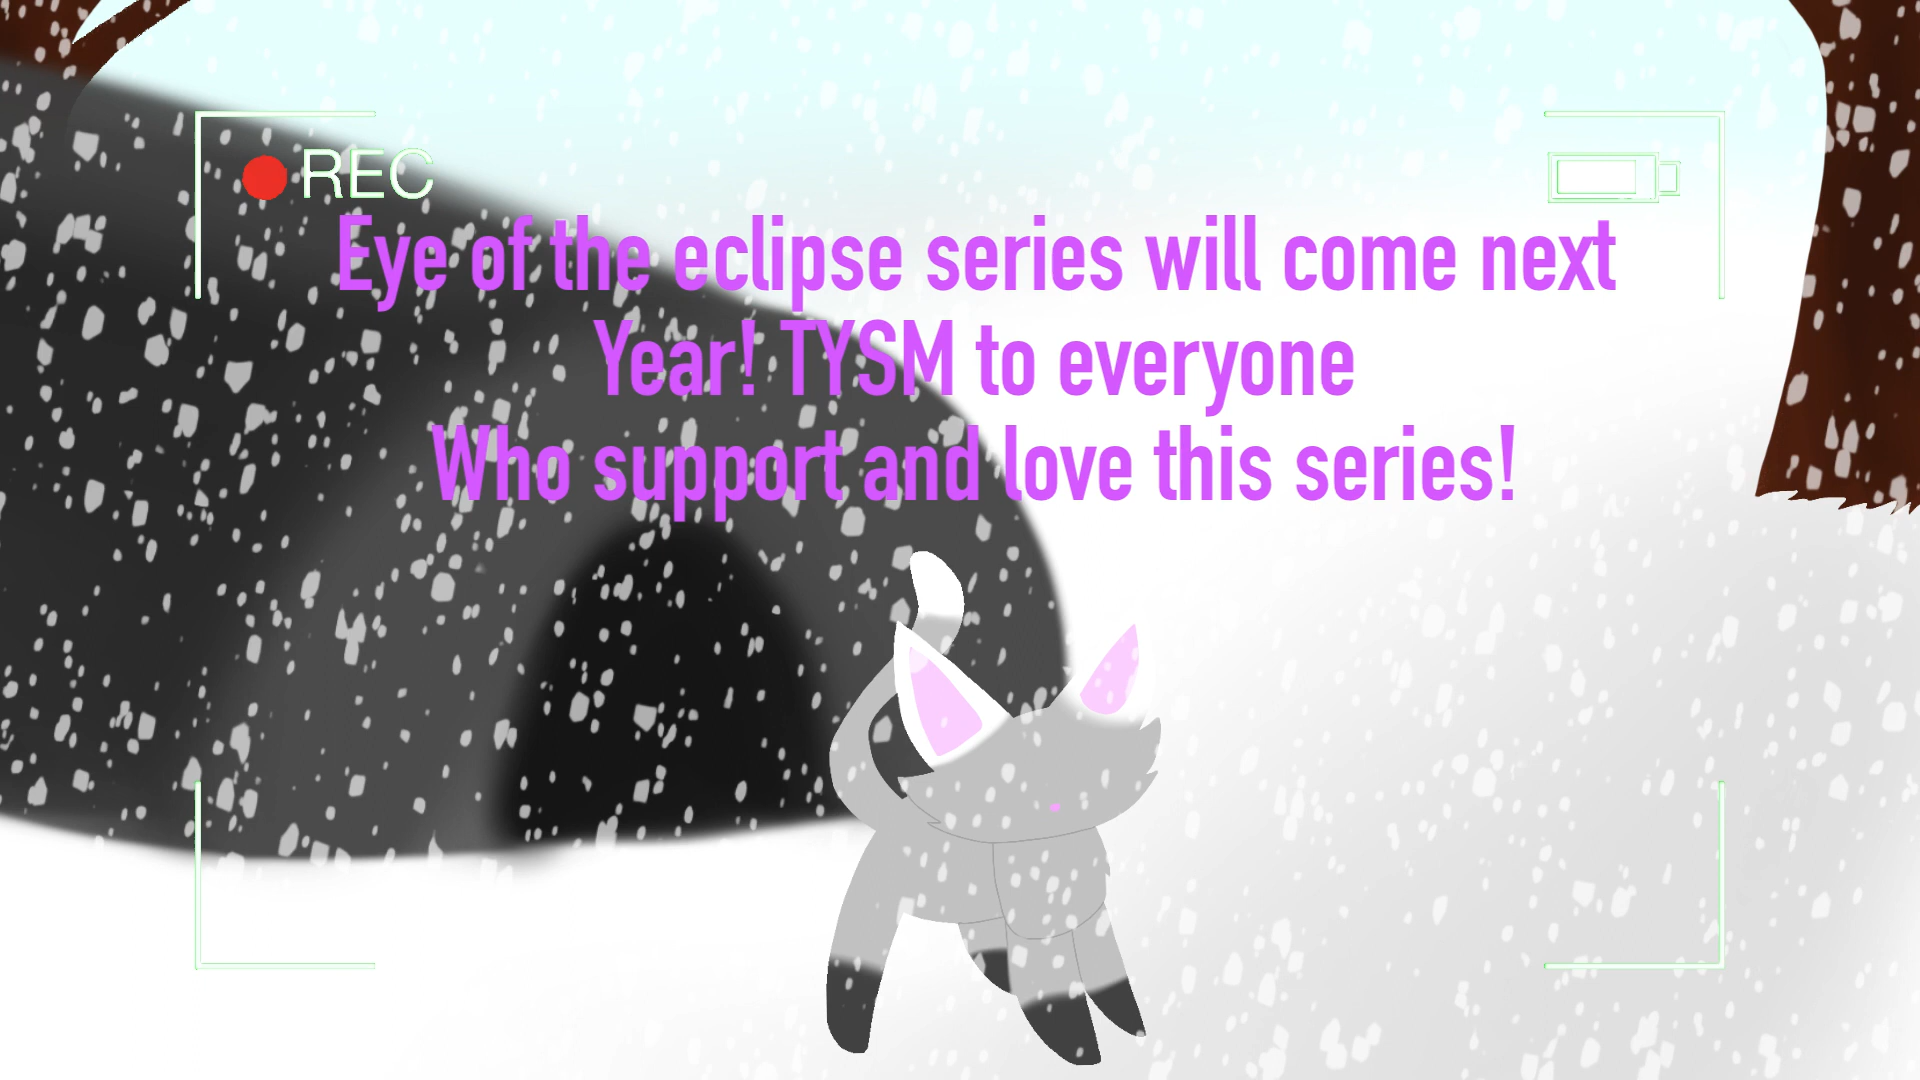 REC
Eye of the eclipse series will come next
Year! TYSM to everyone
Who support and love this series!